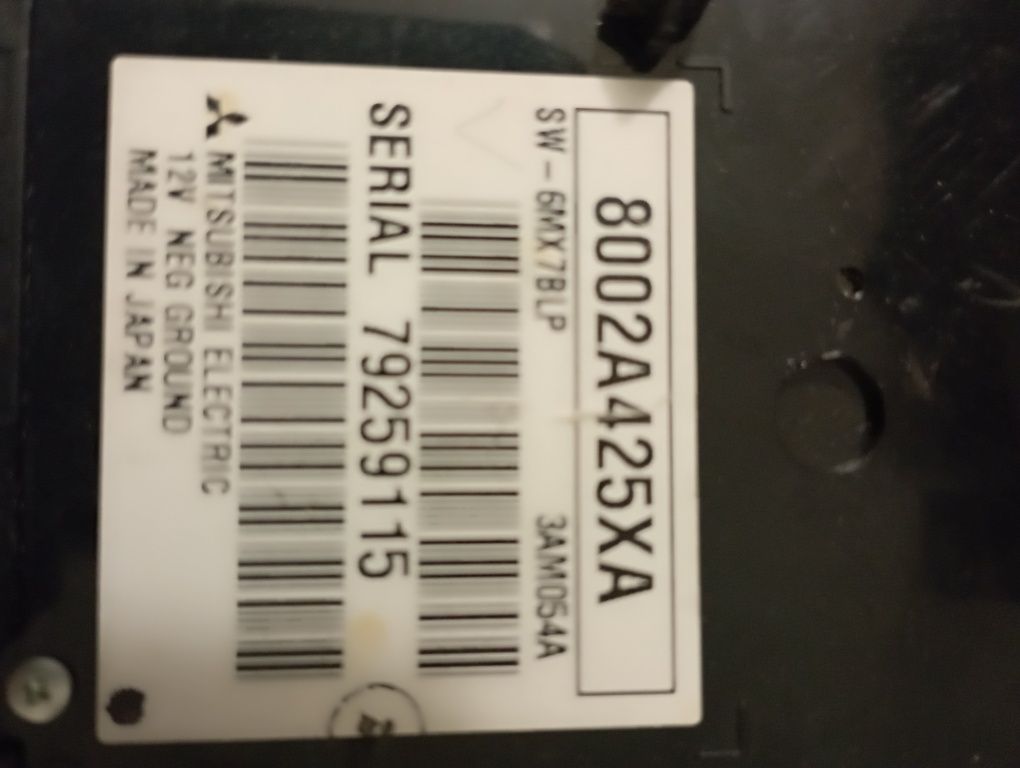 8002A425XA
SW-6MX7BLP 3AM054A
SERIAL 79259115
MITSUBISHI ELECTRIC
12V NEG GROUND
MADE IN JAPAN